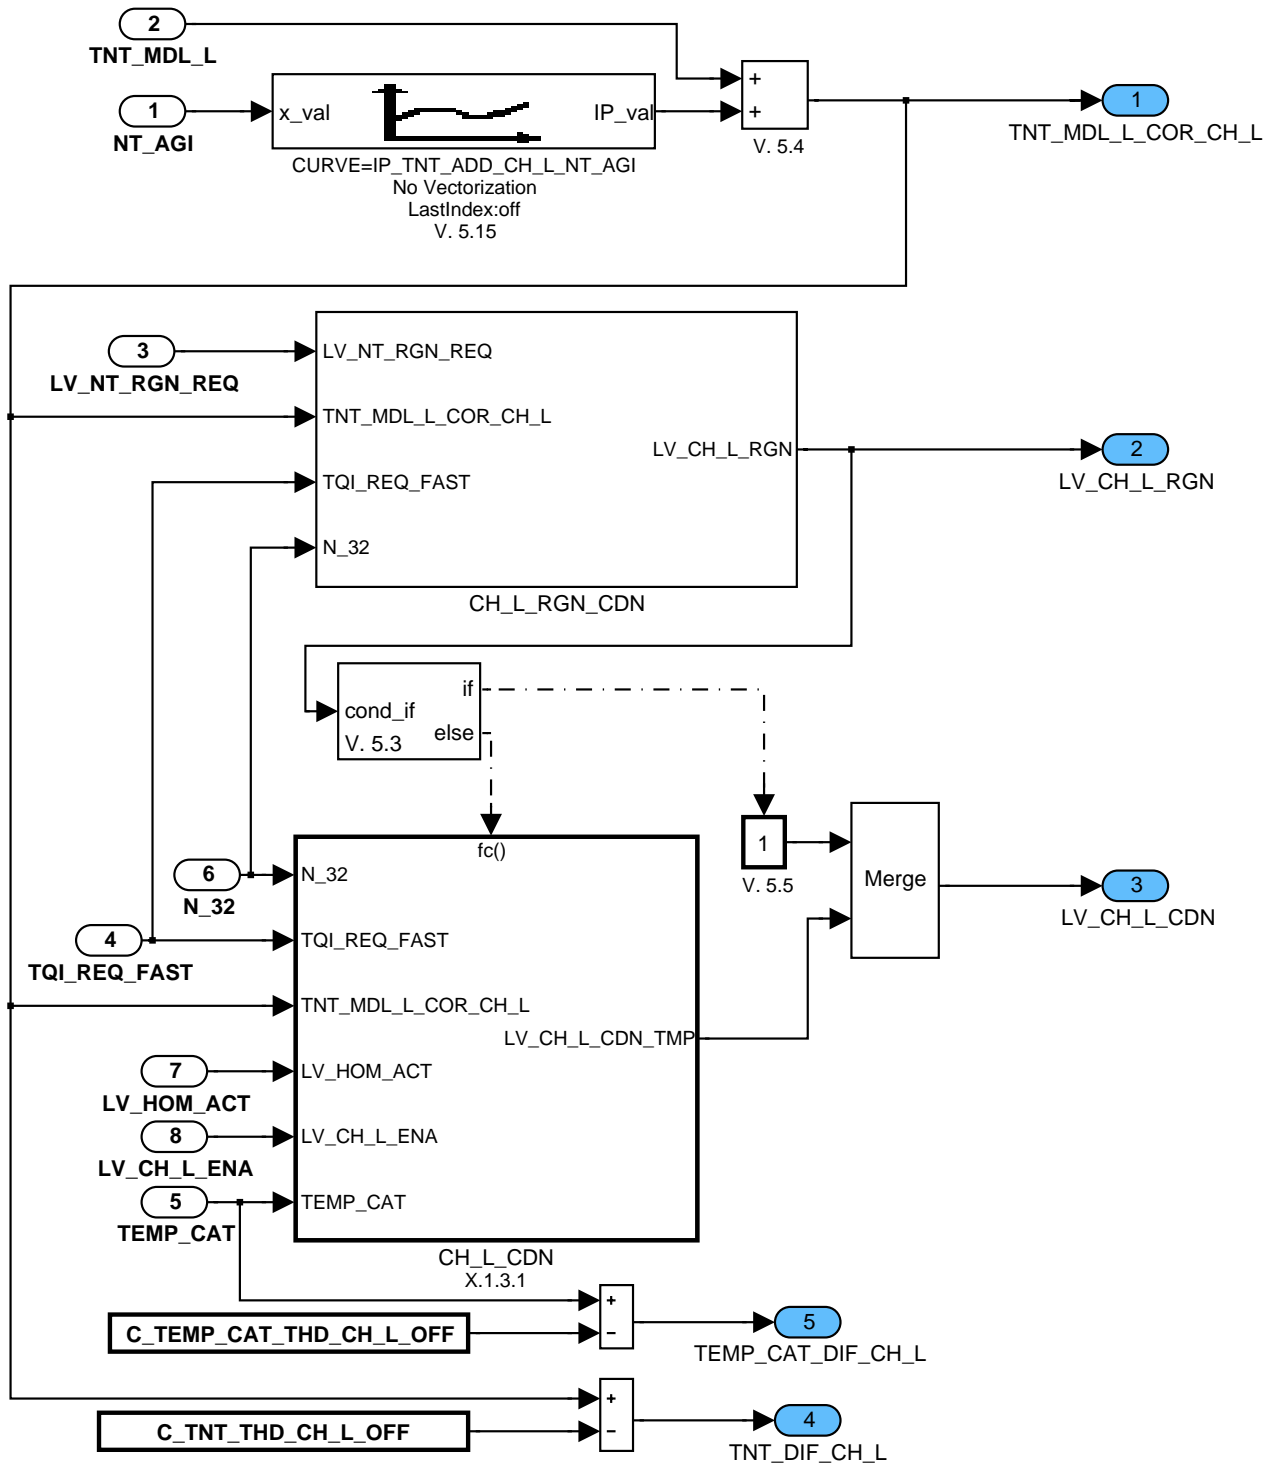 2
TNT_MDL_L
1
NT_AGI
x_val
IP_val
CURVE=IP_TNT_ADD_CH_L_NT_AGI
No Vectorization
LastIndex:off
V. 5.15
+
+
V. 5.4
1
TNT_MDL_L_COR_CH_L
3
LV_NT_RGN_REQ
LV_NT_RGN_REQ
TNT_MDL_L_COR_CH_L
TQI_REQ_FAST
N_32
LV_CH_L_RGN
CH_L_RGN_CDN
2
LV_CH_L_RGN
if
cond_if
else
V. 5.3
1
V. 5.5
Merge
3
LV_CH_L_CDN
fc()
6
N_32
4
TQI_REQ_FAST
N_32
TQI_REQ_FAST
TNT_MDL_L_COR_CH_L
LV_CH_L_CDN_TMP
7
LV_HOM_ACT
LV_HOM_ACT
8
LV_CH_L_ENA
LV_CH_L_ENA
5
TEMP_CAT
TEMP_CAT
CH_L_CDN
X.1.3.1
C_TEMP_CAT_THD_CH_L_OFF
+
−
5
TEMP_CAT_DIF_CH_L
C_TNT_THD_CH_L_OFF
+
−
4
TNT_DIF_CH_L